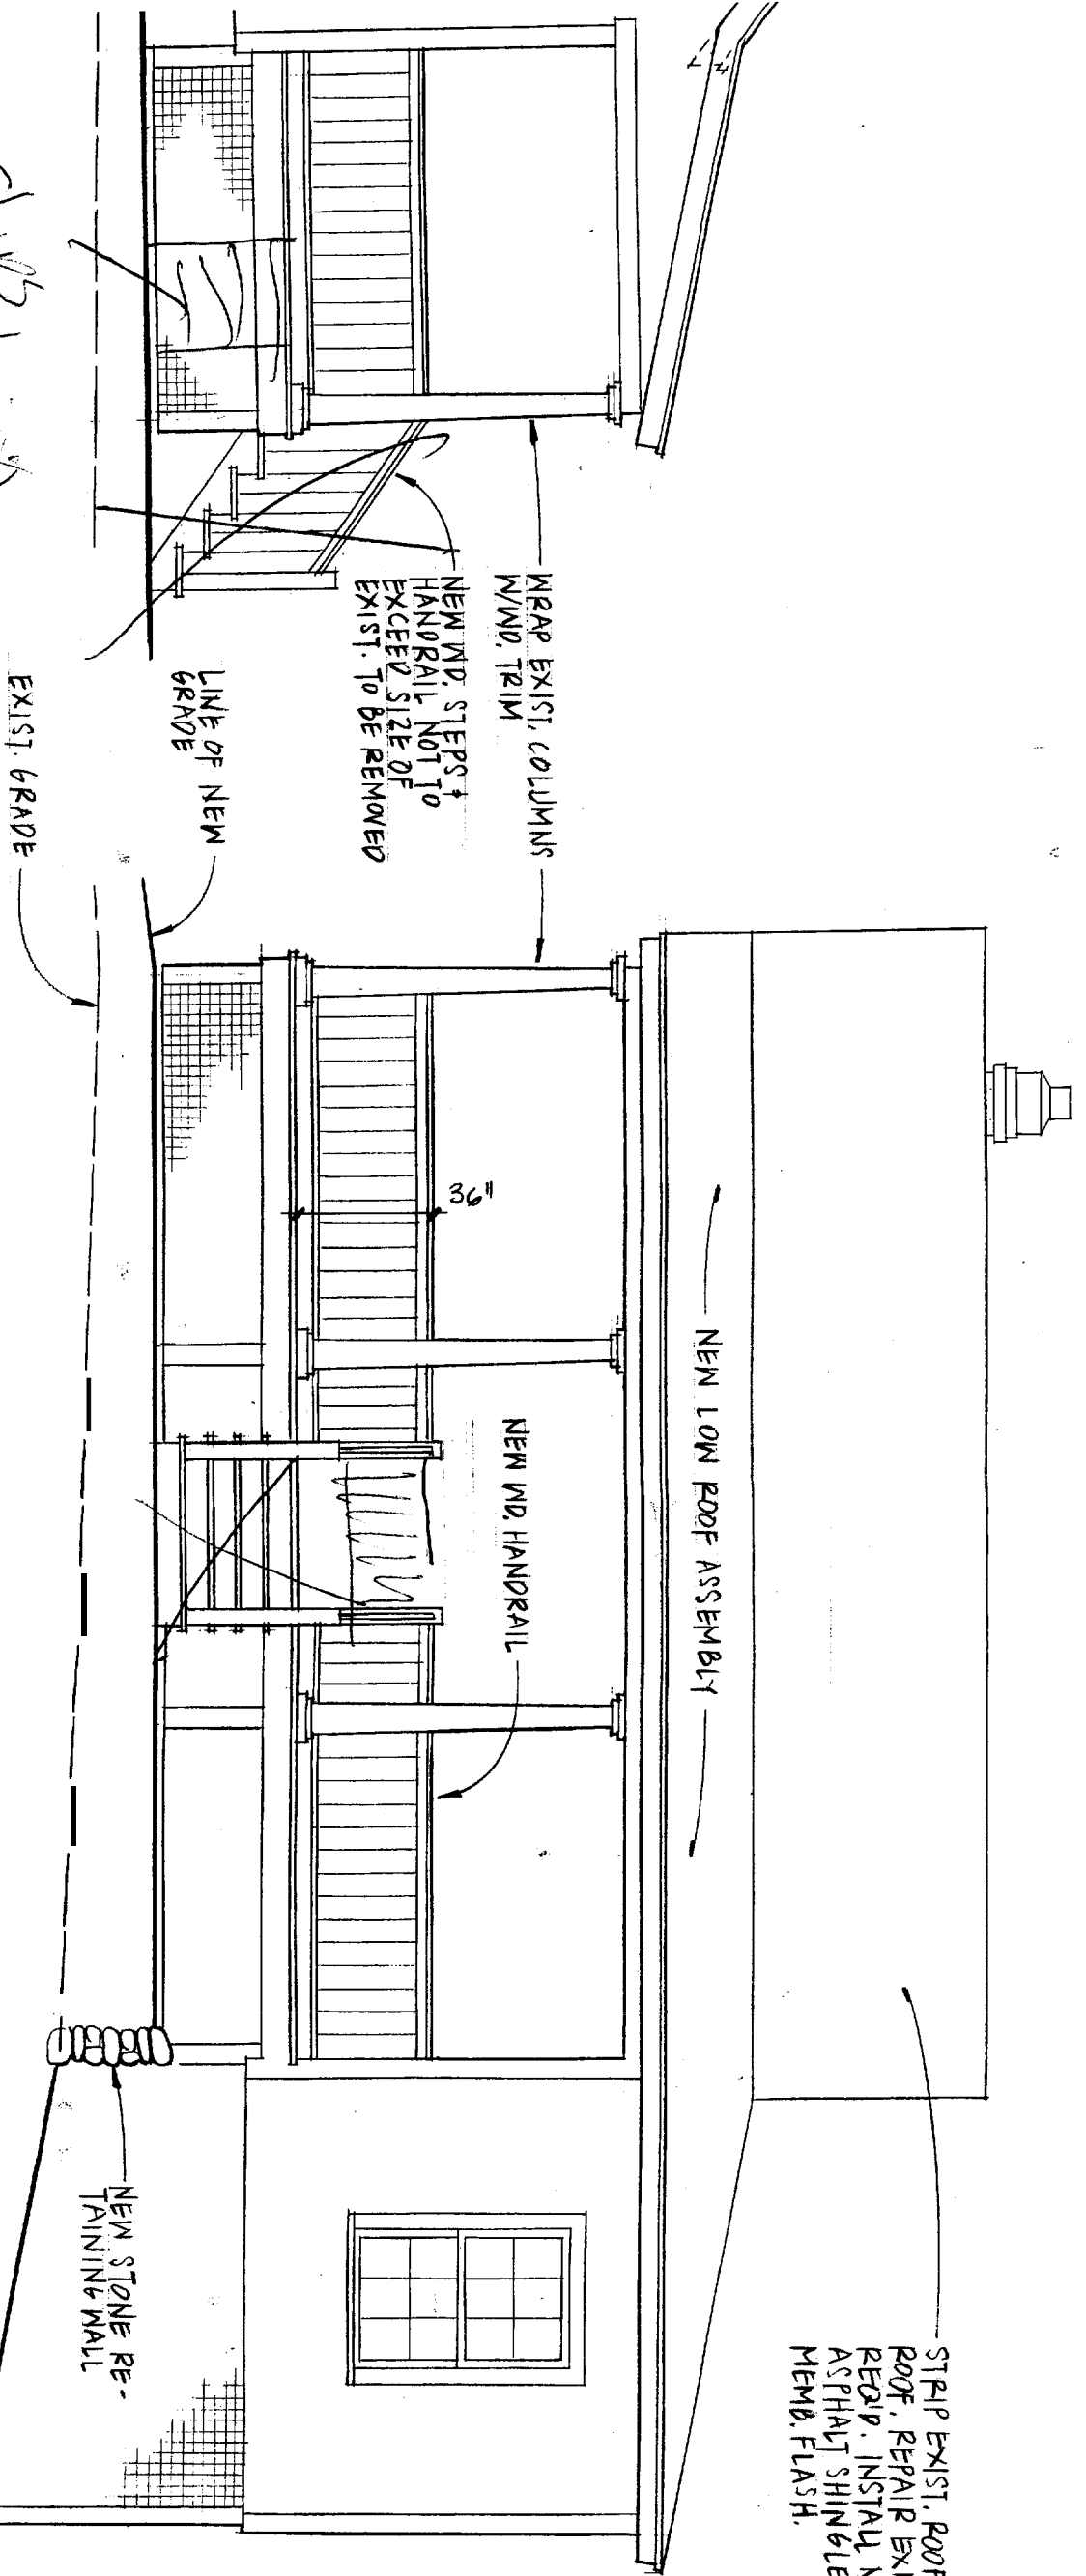 STRIP EXIST. ROOF
ROOF. REPAIR
REQ'D. INSTALL
ASPHALT SHINGLE
MEMB. FLASH.
NEW LOW ROOF ASSEMBLY
WRAP EXIST. COLUMNS
W/WD. TRIM
NEW WD. STEPS &
HANDRAIL NOT TO
EXCEED SIZE OF
EXIST. TO BE REMOVED
36"
NEW WD. HANDRAIL
LINE OF NEW
GRADE
EXIST. GRADE
NEW STONE RE-
TAINING WALL